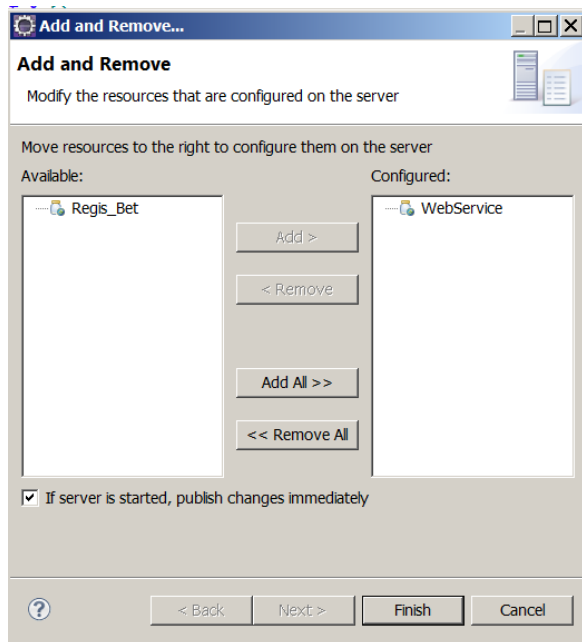 Add and Remove...
Add and Remove
Modify the resources that are configured on the server
Move resources to the right to configure them on the server
Available:
Configured:
Regis_Bet
WebService
Add >
< Remove
Add All >>
<< Remove All
If server is started, publish changes immediately
?
< Back
Next >
Finish
Cancel